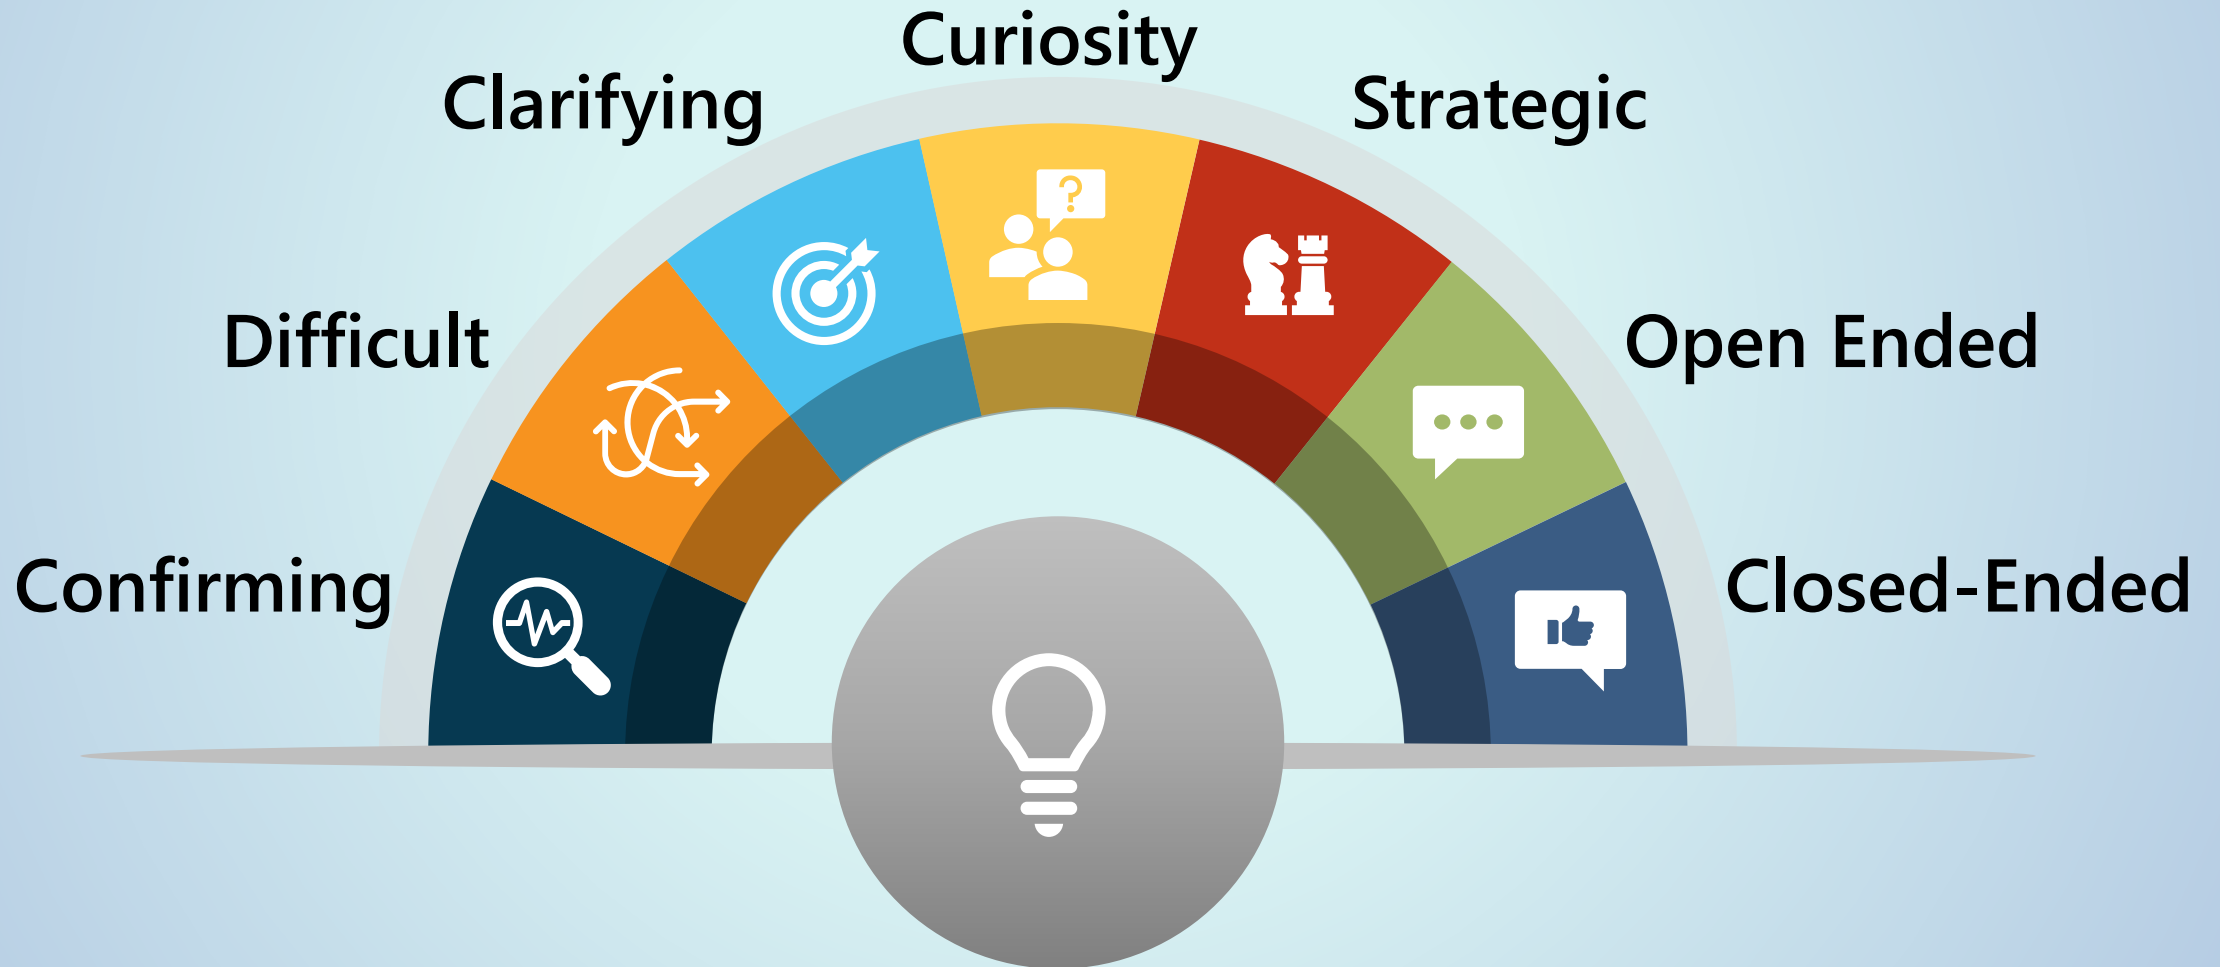 Curiosity
Clarifying
Strategic
Difficult
Open Ended
Confirming
Closed-Ended
?